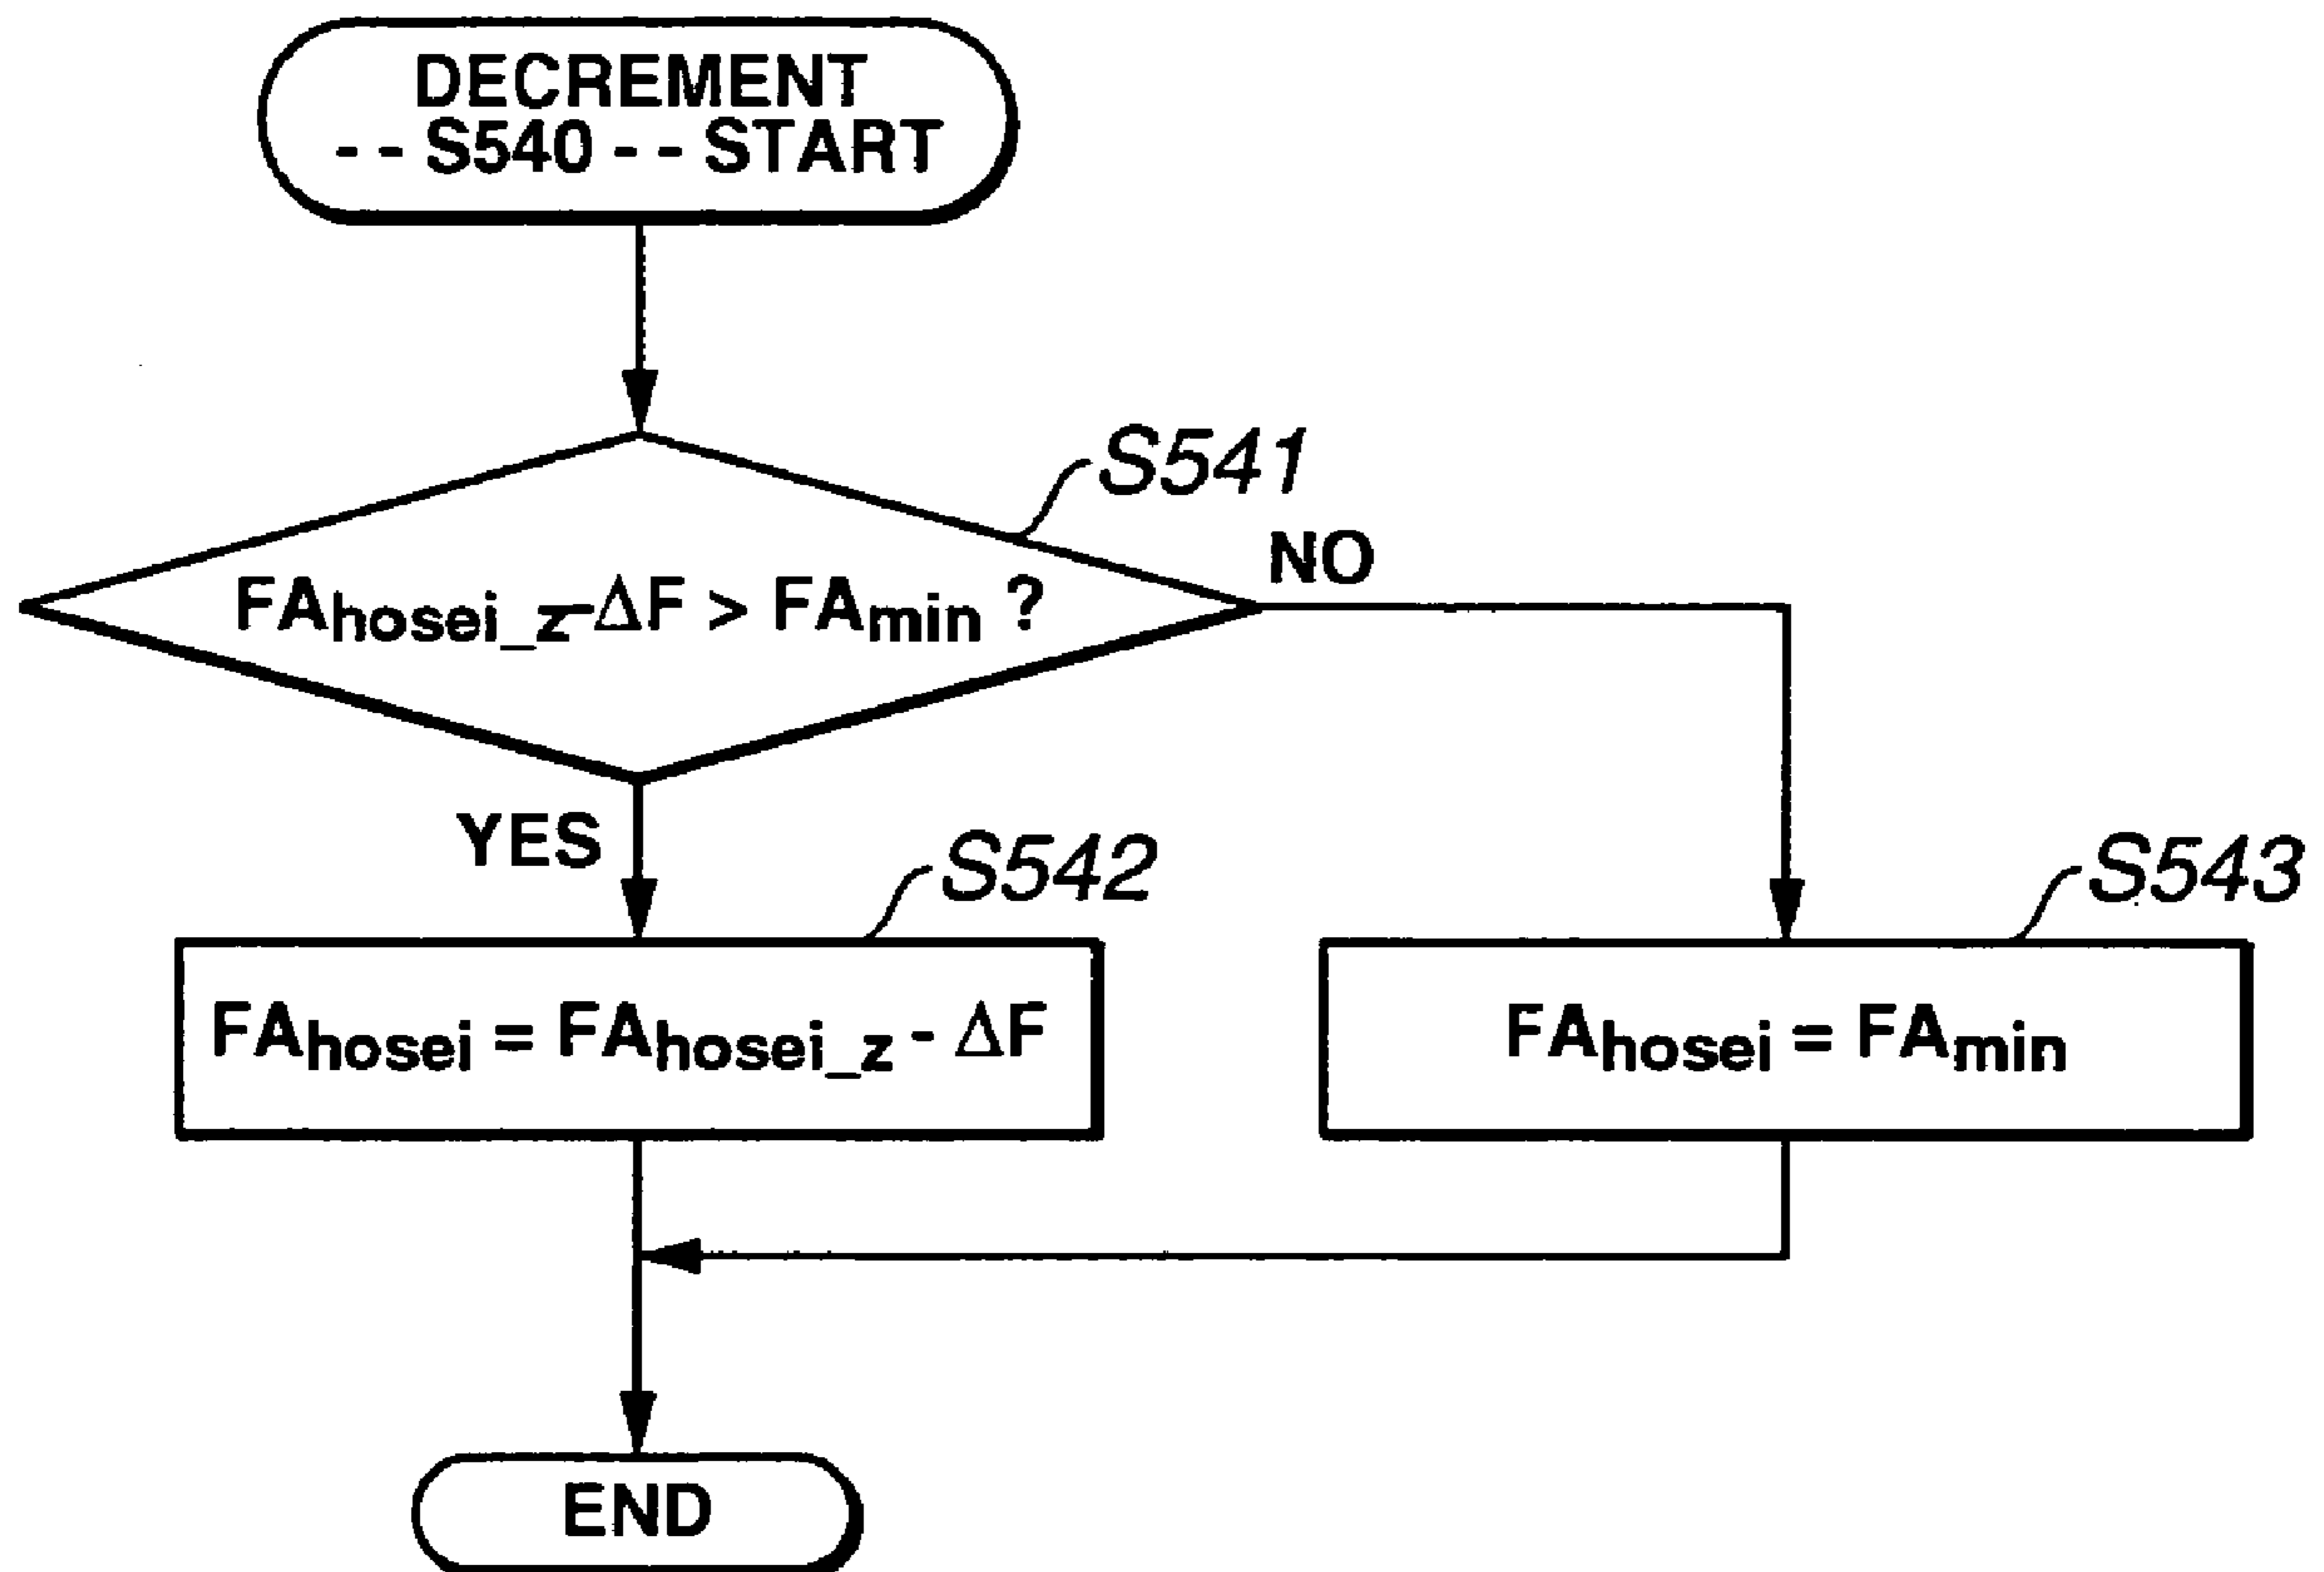 DECREMENT
- - S540 - - START
S541
NO
FAhosei_z-ΔF > FAmin ?
YES
S542
S543
FAhosei = FAhosei_z - ΔF
FAhosei = FAmin
END